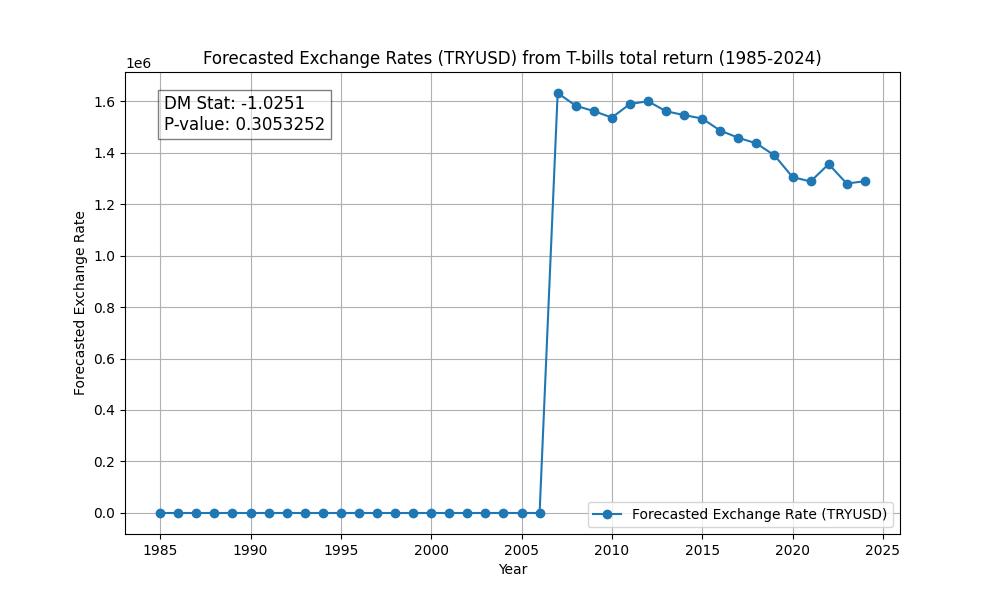 Forecasted Exchange Rates (TRYUSD) from T-bills total return (1985-2024)
1e6
DM Stat: -1.0251
P-value: 0.3053252
1.6
1.4
1.2
1.0
0.8
0.6
0.4
0.2
0.0
Forecasted Exchange Rate
Forecasted Exchange Rate (TRYUSD)
1985 1990 1995 2000 2005 2010 2015 2020 2025
Year